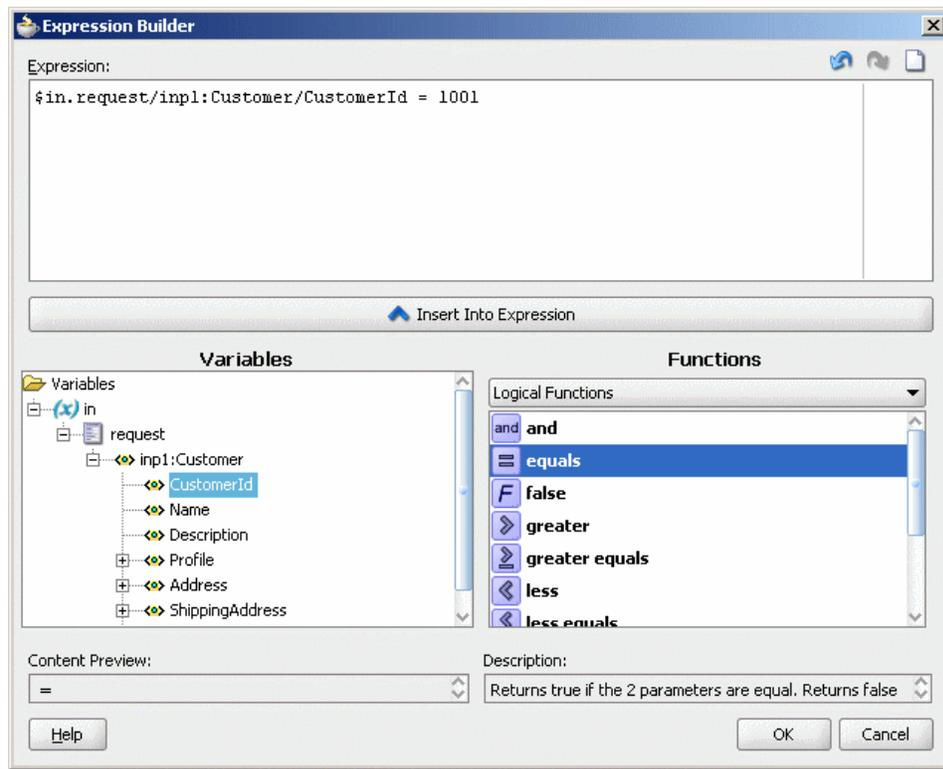 Expression Builder
Expression:
$in.request/inp1:Customer/CustomerId = 1001
Insert Into Expression
Variables
Variables
(x) in
request
inp1:Customer
CustomerId
Name
Description
Profile
Address
ShippingAddress
Functions
Logical Functions
and and
= equals
F false
greater
greater equals
less
less equals
Content Preview:
=
Description:
Returns true if the 2 parameters are equal. Returns false
Help
OK
Cancel